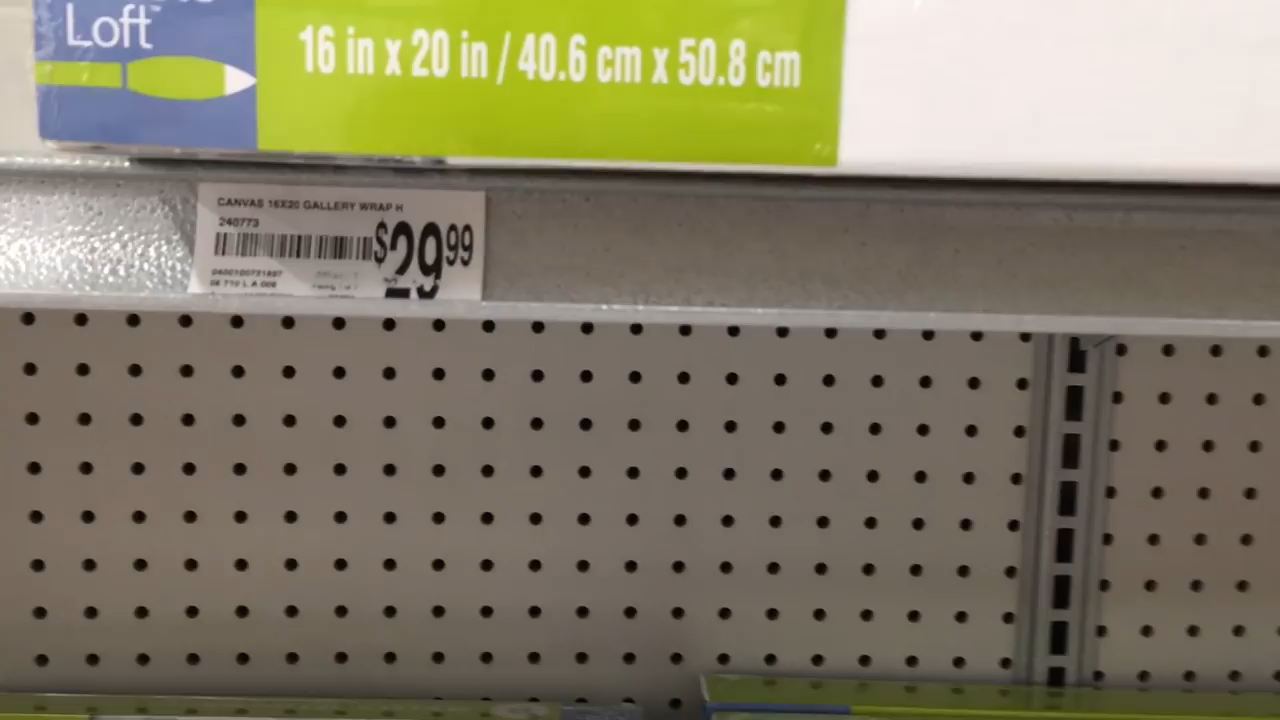 Loft
16 in x 20 in / 40.6 cm x 50.8 cm
CANVAS 16X20 GALLERY WRAP H
240773
$29.99